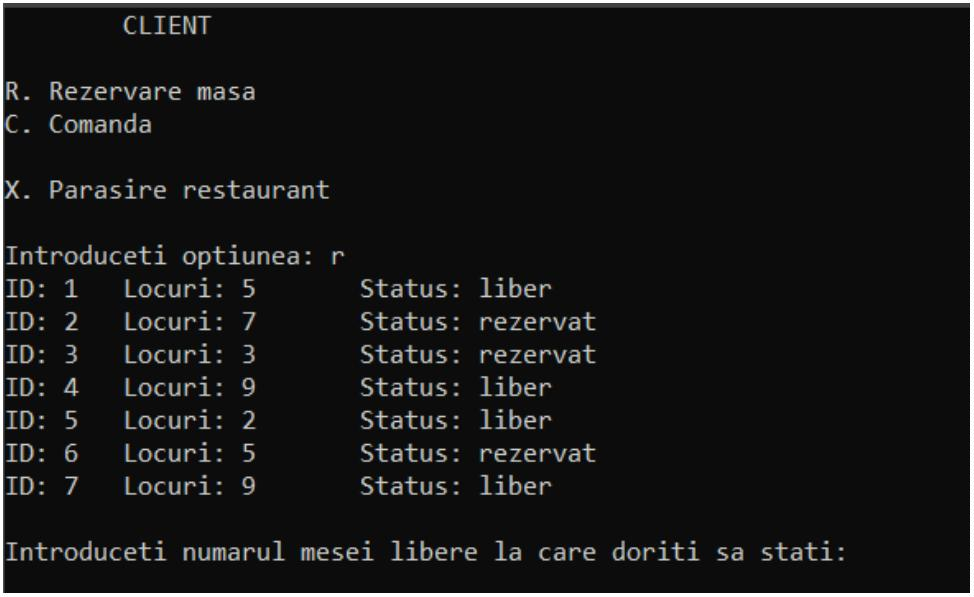 CLIENT
R. Rezervare masa
C. Comanda
X. Parasire restaurant
Introduceti optiunea: r
ID: 1 Locuri: 5 Status: liber
ID: 2 Locuri: 7 Status: rezervat
ID: 3 Locuri: 3 Status: rezervat
ID: 4 Locuri: 9 Status: liber
ID: 5 Locuri: 2 Status: liber
ID: 6 Locuri: 5 Status: rezervat
ID: 7 Locuri: 9 Status: liber
Introduceti numarul mesei libere la care doriti sa stati: